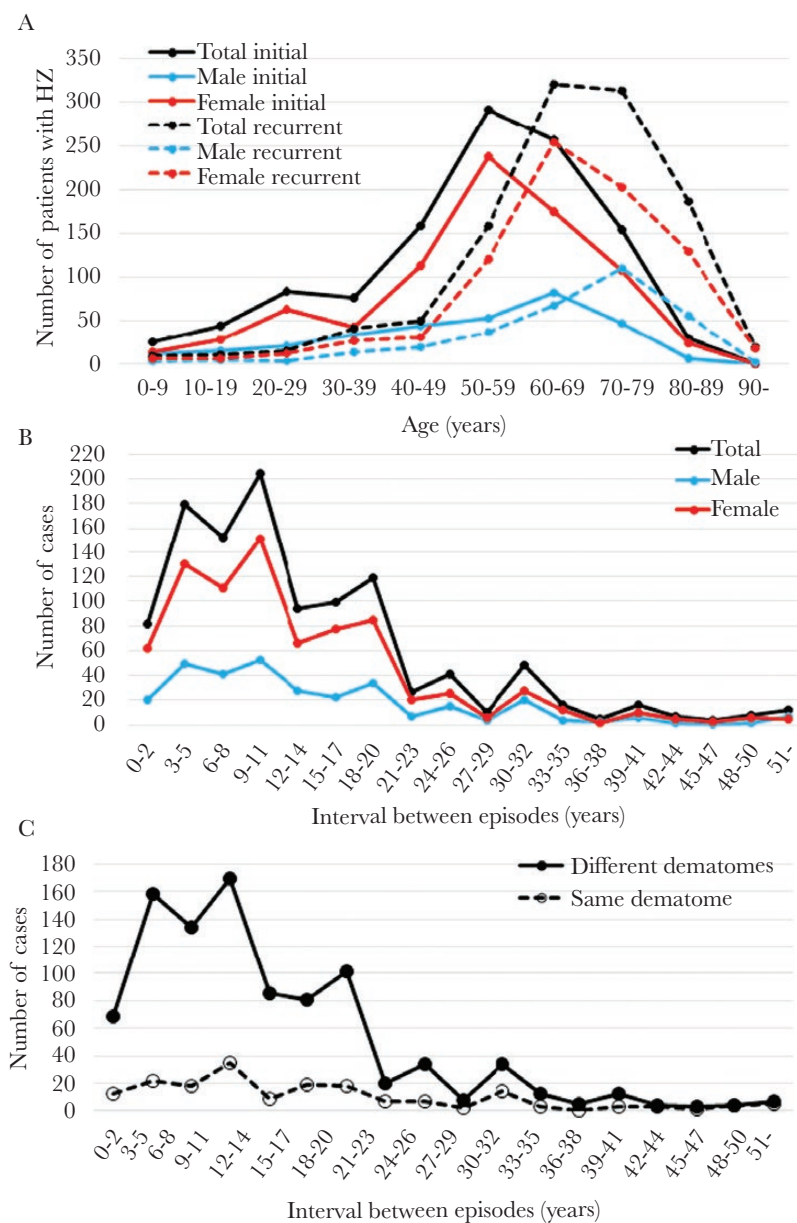 A
Total initial
Male initial
Female initial
Total recurrent
Male recurrent
Female recurrent
350
300
250
200
150
100
50
0
Number of patients with HZ
0-9 10-19 20-29 30-39 40-49 50-59 60-69 70-79 80-89 90-
Age (years)
B
Total
Male
Female
220
200
180
160
140
120
100
80
60
40
20
0
Number of cases
0-2 3-5 6-8 9-11 12-14 15-17 18-20 21-23 24-26 27-29 30-32 33-35 36-38 39-41 42-44 45-47 48-50 51-
Interval between episodes (years)
C
Different dematomes
Same dematome
180
160
140
120
100
80
60
40
20
0
Number of cases
0-2 3-5 6-8 9-11 12-14 15-17 18-20 21-23 24-26 27-29 30-32 33-35 36-38 39-41 42-44 45-47 48-50 51-
Interval between episodes (years)